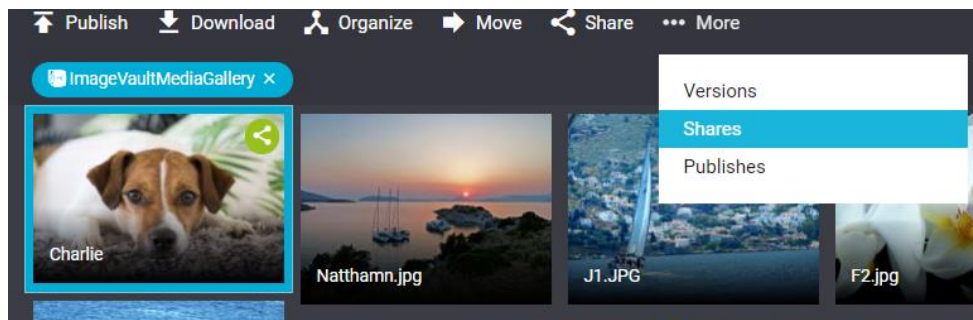 Publish Download Organize Move Share More
ImageVaultMediaGallery ×
Versions
Shares
Publishes
Charlie
Natthamn.jpg
J1.JPG
F2.jpg